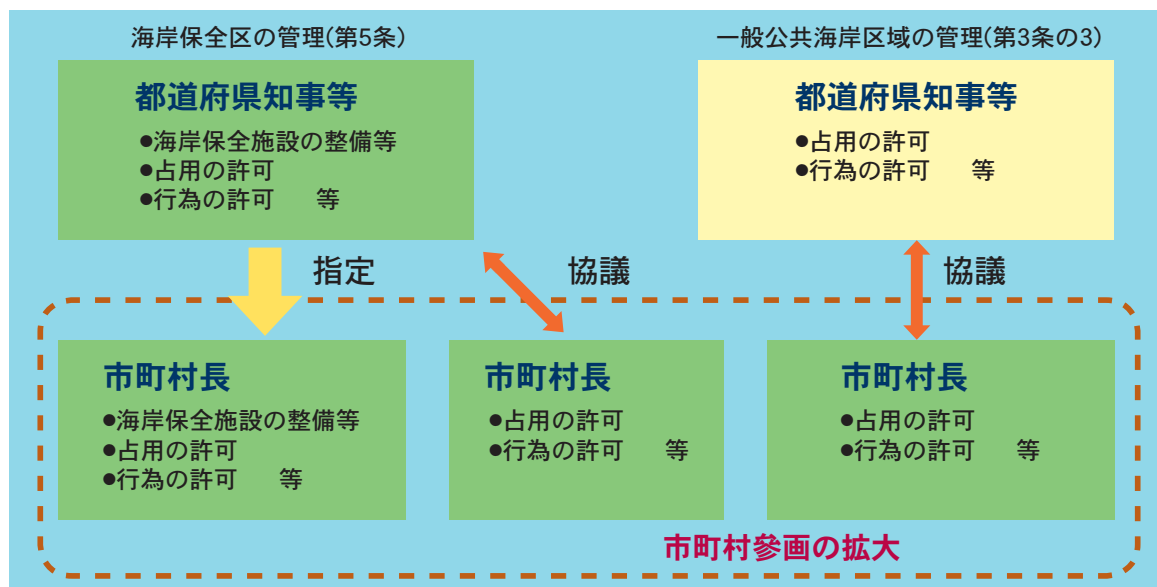 海岸保全区の管理(第5条)
都道府県知事等
●海岸保全施設の整備等
●占用の許可
●行為の許可　等
一般公共海岸区域の管理(第3条の3)
都道府県知事等
●占用の許可
●行為の許可　等
指定
協議
協議
市町村長
●海岸保全施設の整備等
●占用の許可
●行為の許可　等
市町村長
●占用の許可
●行為の許可　等
市町村長
●占用の許可
●行為の許可　等
市町村参画の拡大